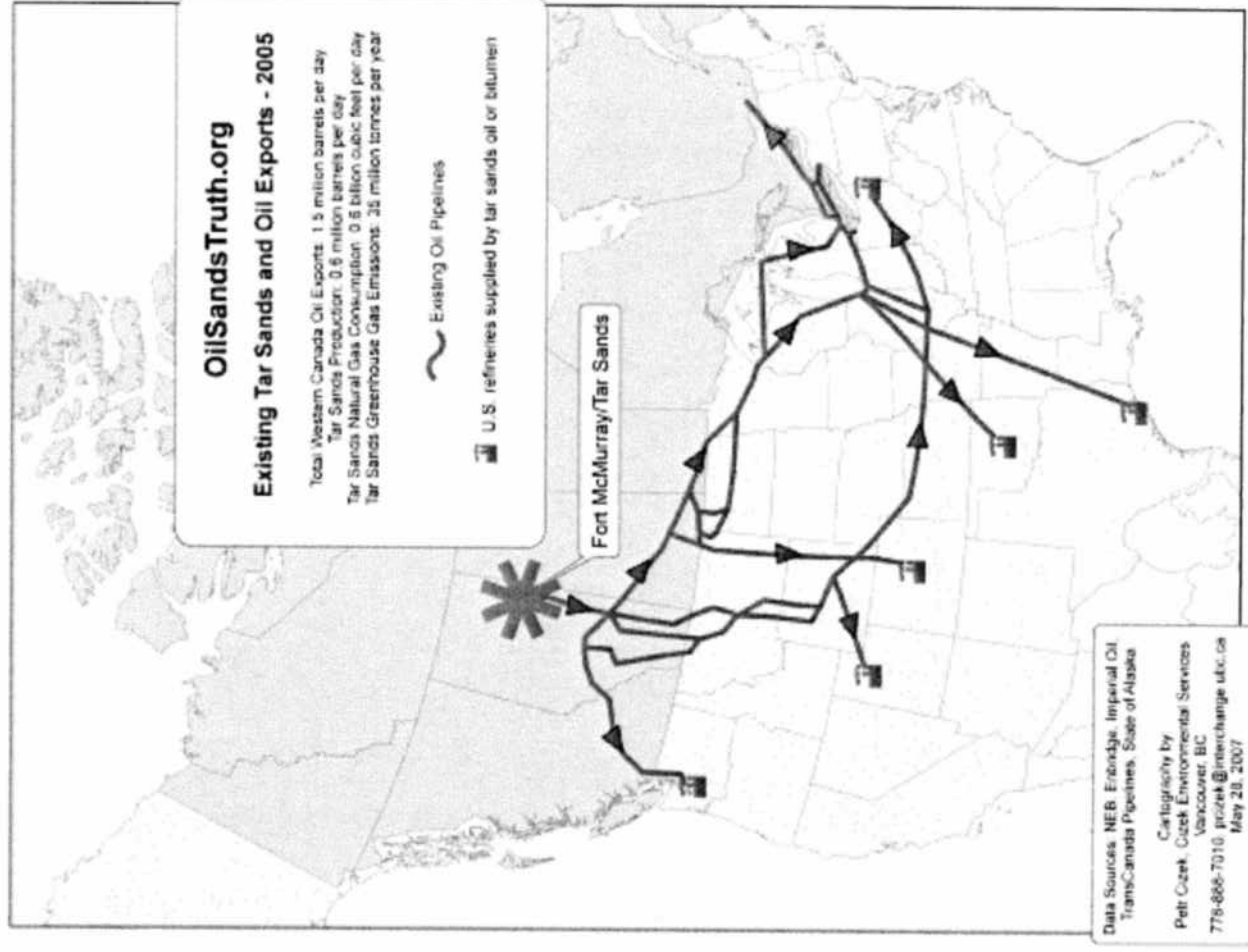 OilSandsTruth.org
Existing Tar Sands and Oil Exports - 2005
Total Western Canada Oil Exports: 1.5 million barrels per day
Tar Sands Production: 0.6 million barrels per day
Tar Sands Natural Gas Consumption: 0.6 billion cubic feet per day
Tar Sands Greenhouse Gas Emissions: 35 million tonnes per year
Existing Oil Pipelines
U.S. refineries supplied by tar sands oil or bitumen
Fort McMurray/Tar Sands
Data Sources: NEB, Enbridge, Imperial Oil,
TransCanada Pipelines, State of Alaska
Cartography by
Petr Cizek, Cizek Environmental Services
Vancouver, BC
778-888-7010 pcizek@interchange.ubc.ca
May 28, 2007